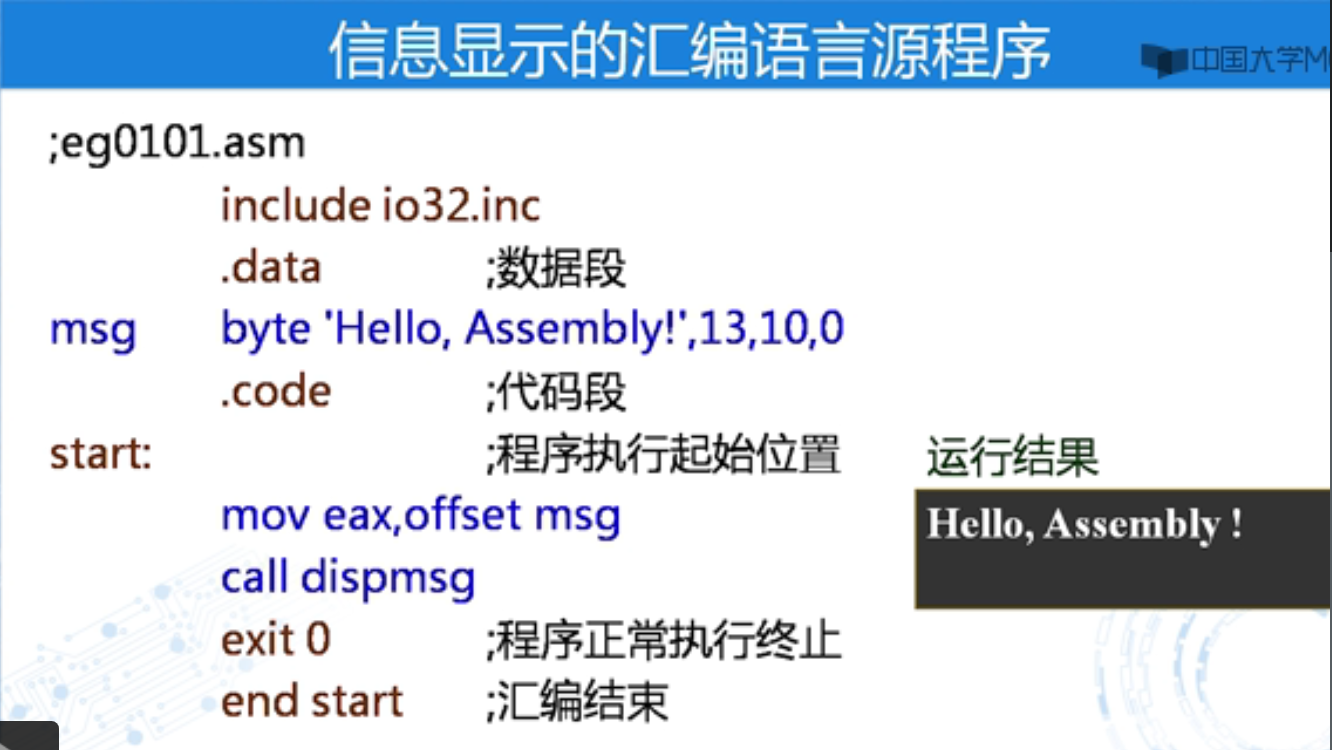 信息显示的汇编语言源程序
中国大学M
;eg0101.asm
include io32.inc
.data ;数据段
msg byte 'Hello, Assembly!',13,10,0
.code ;代码段
start: ;程序执行起始位置
运行结果
mov eax,offset msg
Hello, Assembly !
call dispmsg
exit 0 ;程序正常执行终止
end start ;汇编结束